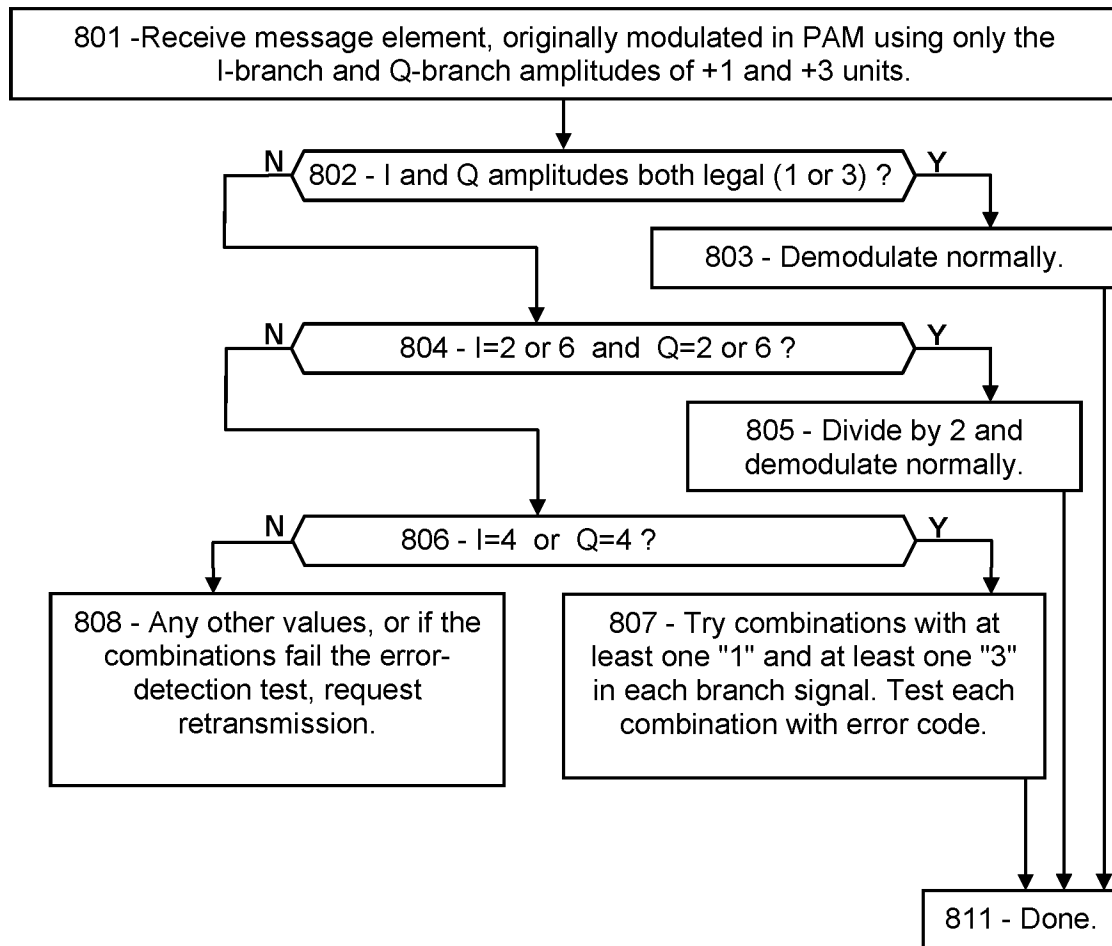 801 -Receive message element, originally modulated in PAM using only the
I-branch and Q-branch amplitudes of +1 and +3 units.
N
802 - I and Q amplitudes both legal (1 or 3) ?
Y
803 - Demodulate normally.
N
804 - I=2 or 6 and Q=2 or 6 ?
Y
805 - Divide by 2 and
demodulate normally.
N
806 - I=4 or Q=4 ?
Y
808 - Any other values, or if the
combinations fail the error-
detection test, request
retransmission.
807 - Try combinations with at
least one "1" and at least one "3"
in each branch signal. Test each
combination with error code.
811 - Done.